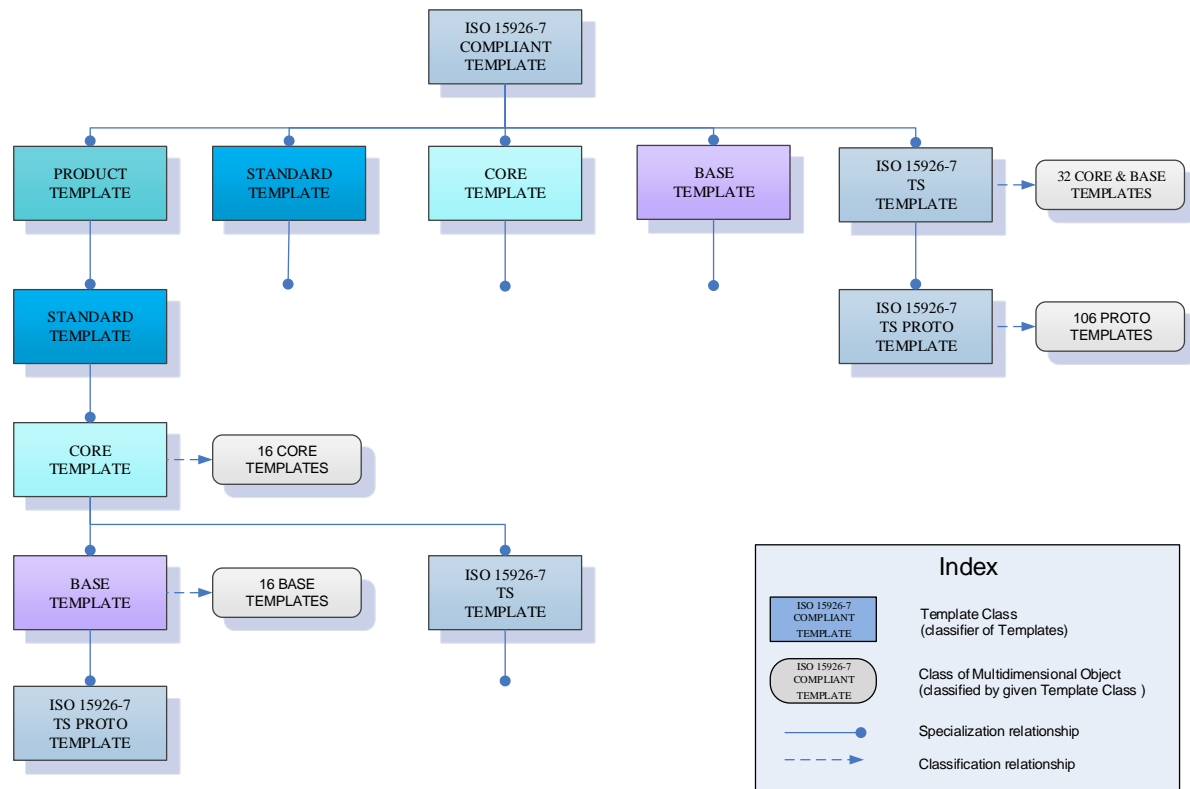 ISO 15926-7
COMPLIANT
TEMPLATE
PRODUCT
TEMPLATE
STANDARD
TEMPLATE
CORE
TEMPLATE
BASE
TEMPLATE
ISO 15926-7
TS
TEMPLATE
32 CORE & BASE
TEMPLATES
STANDARD
TEMPLATE
ISO 15926-7
TS PROTO
TEMPLATE
106 PROTO
TEMPLATES
CORE
TEMPLATE
16 CORE
TEMPLATES
BASE
TEMPLATE
16 BASE
TEMPLATES
ISO 15926-7
TS
TEMPLATE
ISO 15926-7
TS PROTO
TEMPLATE
Index
ISO 15926-7
COMPLIANT
TEMPLATE
Template Class
(classifier of Templates)
ISO 15926-7
COMPLIANT
TEMPLATE
Class of Multidimensional Object
(classified by given Template Class )
Specialization relationship
Classification relationship